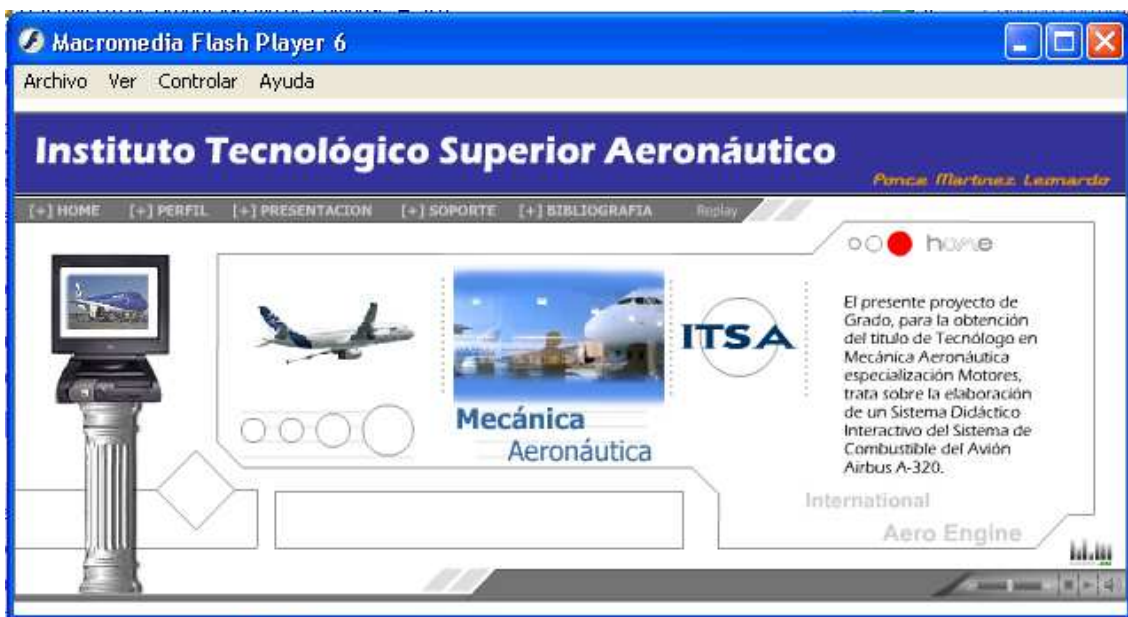 Macromedia Flash Player 6
Archivo Ver Controlar Ayuda
Instituto Tecnológico Superior Aeronáutico
Ponce Martinez Leonardo
[+] HOME [+] PERFIL [+] PRESENTACION [+] SOPORTE [+] BIBLIOGRAFIA Replay
home
El presente proyecto de
Grado, para la obtención
del titulo de Tecnólogo en
Mecánica Aeronáutica
especialización Motores,
trata sobre la elaboración
de un Sistema Didáctico
Interactivo del Sistema de
Combustible del Avión
Airbus A-320.
ITSA
Mecánica
Aeronáutica
International
Aero Engine